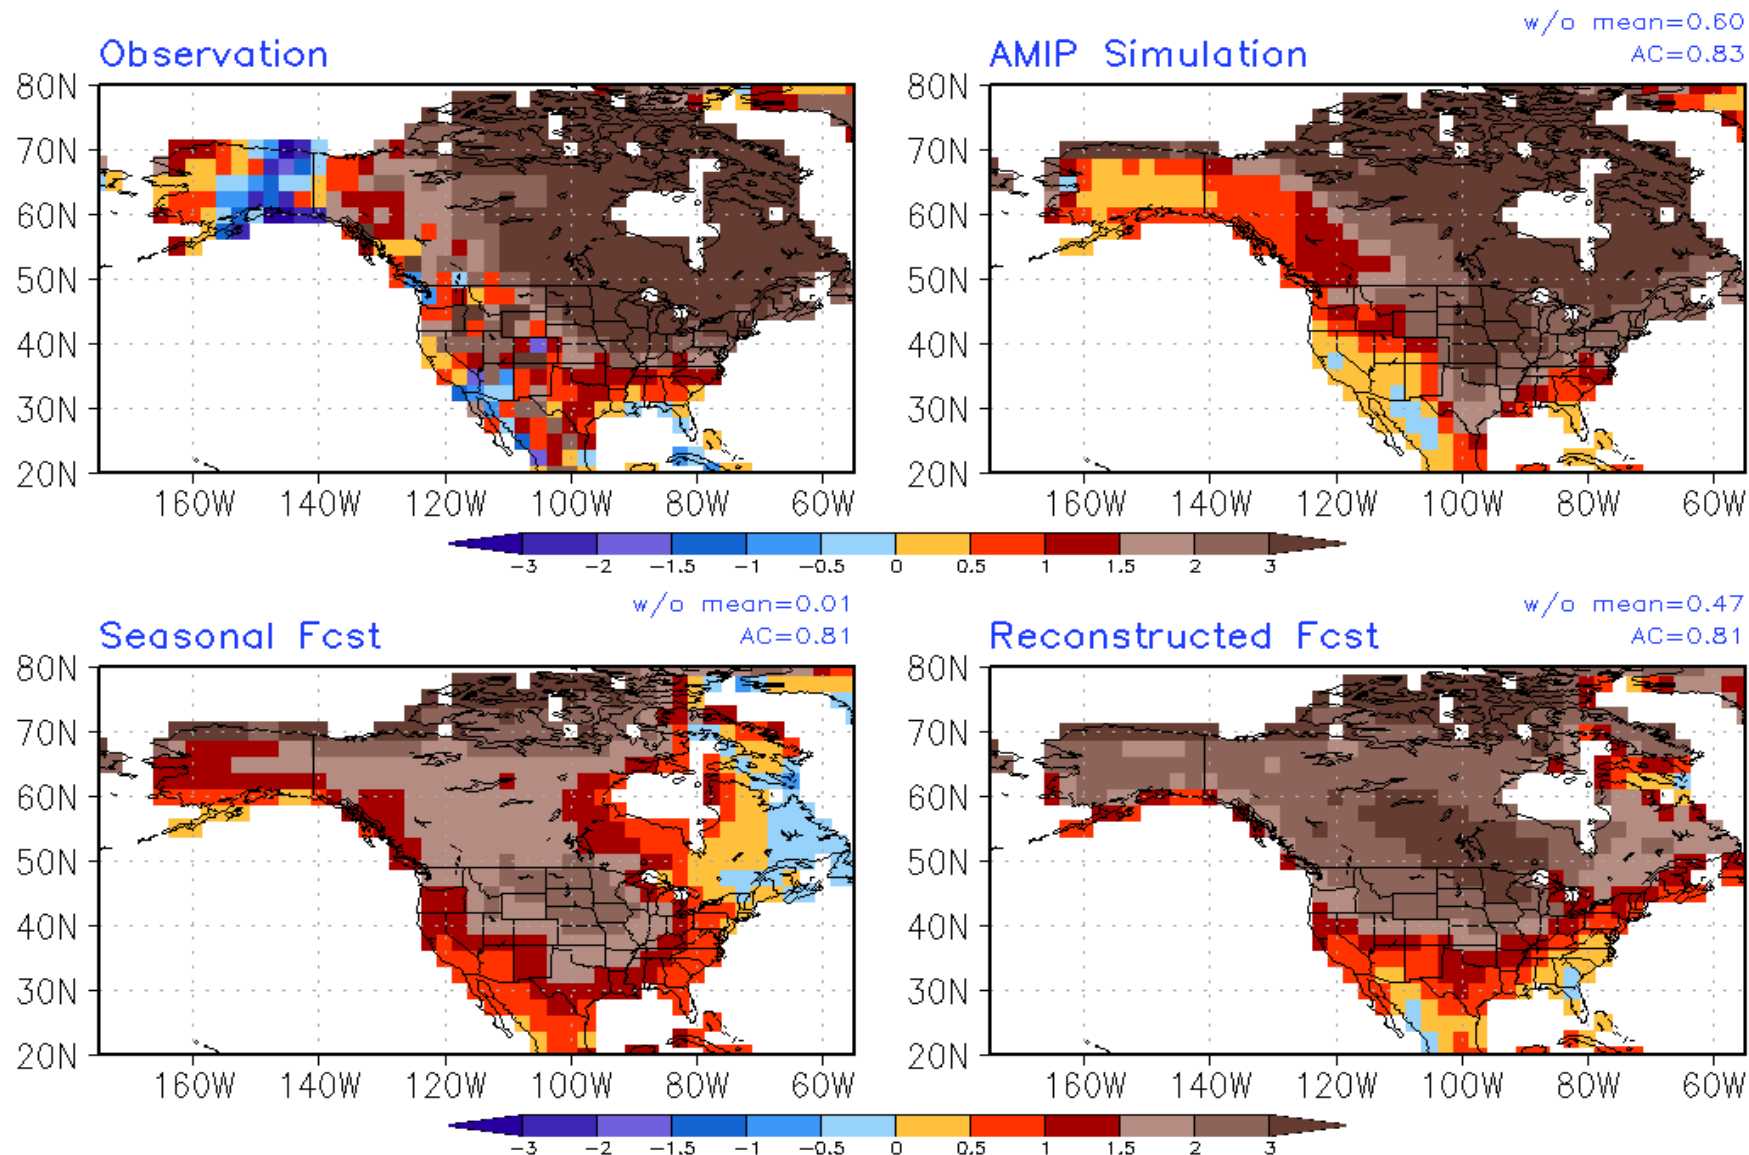 w/o mean=0.60
Observation AMIP Simulation AC=0.83
80N 80N
70N 70N
60N 60N
50N 50N
40N 40N
30N 30N
20N 20N
160W 140W 120W 100W 80W 60W 160W 140W 120W 100W 80W 60W
-3 -2 -1.5 -1 -0.5 0 0.5 1 1.5 2 3
w/o mean=0.01 w/o mean=0.47
Seasonal Fcst AC=0.81 Reconstructed Fcst AC=0.81
80N 80N
70N 70N
60N 60N
50N 50N
40N 40N
30N 30N
20N 20N
160W 140W 120W 100W 80W 60W 160W 140W 120W 100W 80W 60W
-3 -2 -1.5 -1 -0.5 0 0.5 1 1.5 2 3